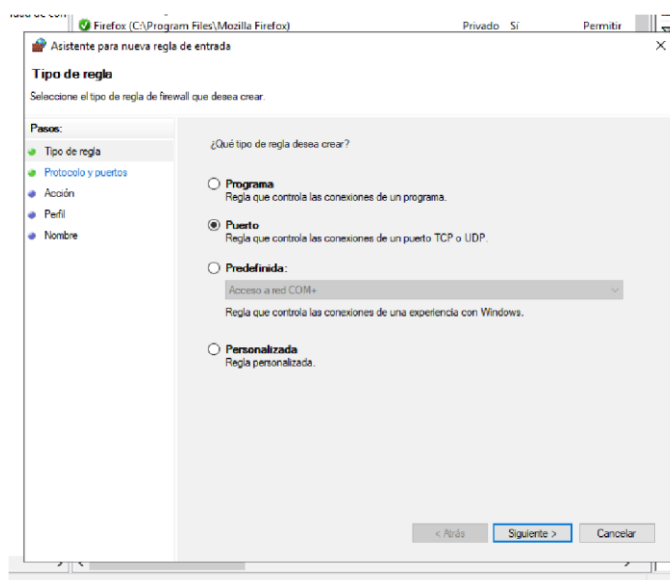 Firefox (C:\Program Files\Mozilla Firefox) Privado Sí Permitir
Asistente para nueva regla de entrada
Tipo de regla
Seleccione el tipo de regla de firewall que desea crear.
Pasos:
Tipo de regla
Protocolo y puertos
Acción
Perfil
Nombre
¿Qué tipo de regla desea crear?
Programa
Regla que controla las conexiones de un programa.
Puerto
Regla que controla las conexiones de un puerto TCP o UDP.
Predefinida:
Acceso a red COM+
Regla que controla las conexiones de una experiencia con Windows.
Personalizada
Regla personalizada.
< Atrás Siguiente > Cancelar